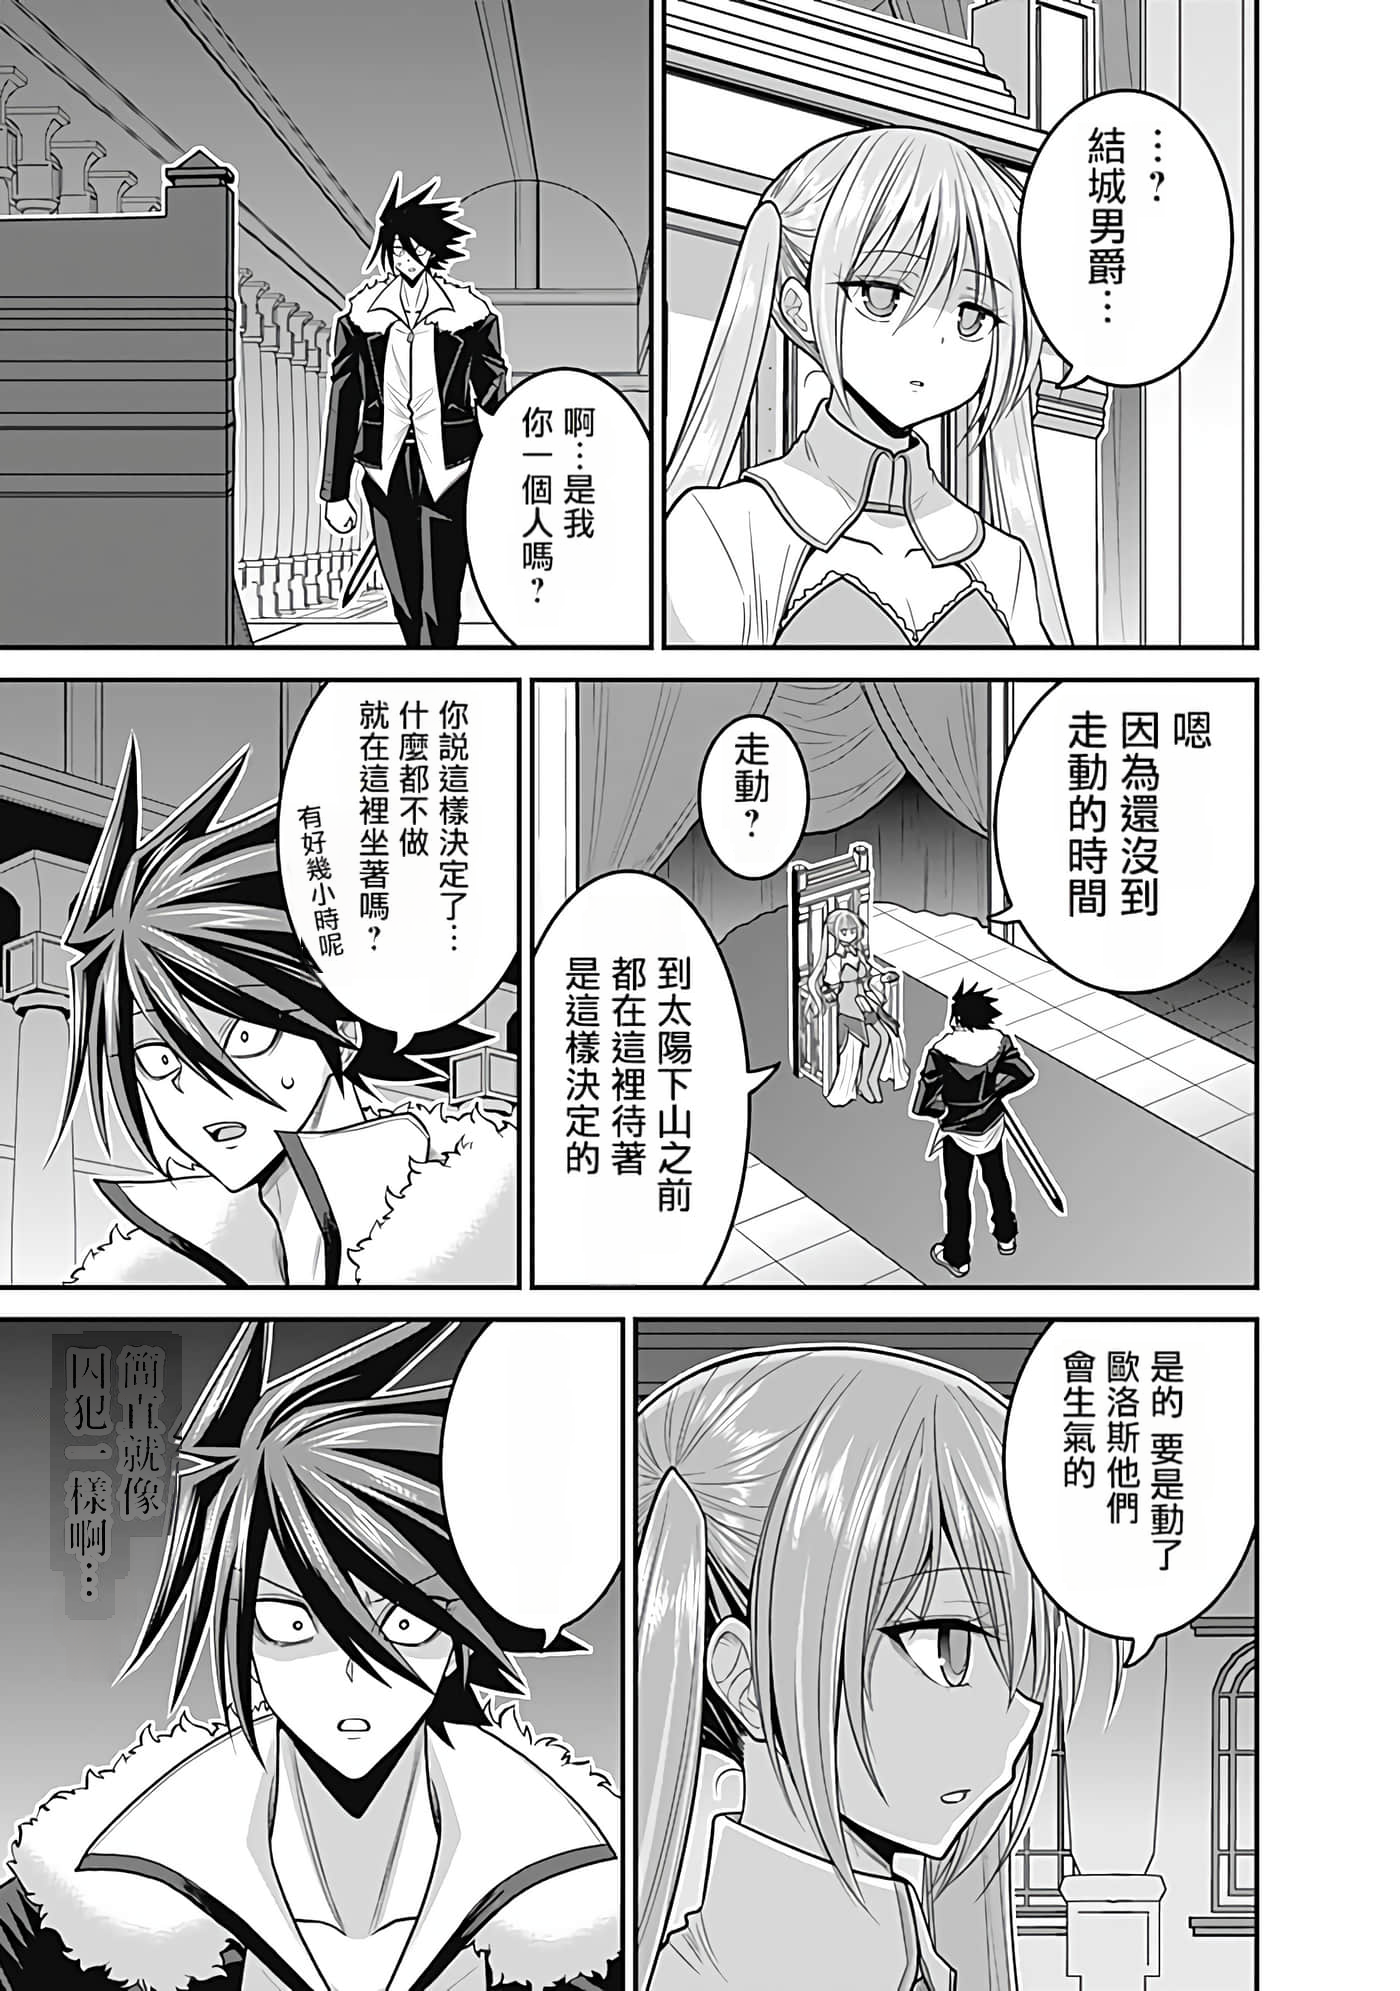 …？
結城男爵…
啊…是我
你一個人嗎？
嗯
因為還沒到
走動的時間
走動？
到太陽下山之前
都在這裡待著
是這樣決定的
你說這樣決定了…
什麼都不做
就在這裡坐著嗎？
有好幾小時呢
是的 要是動了
歐洛斯他們
會生氣的
簡直就像
囚犯一樣啊…